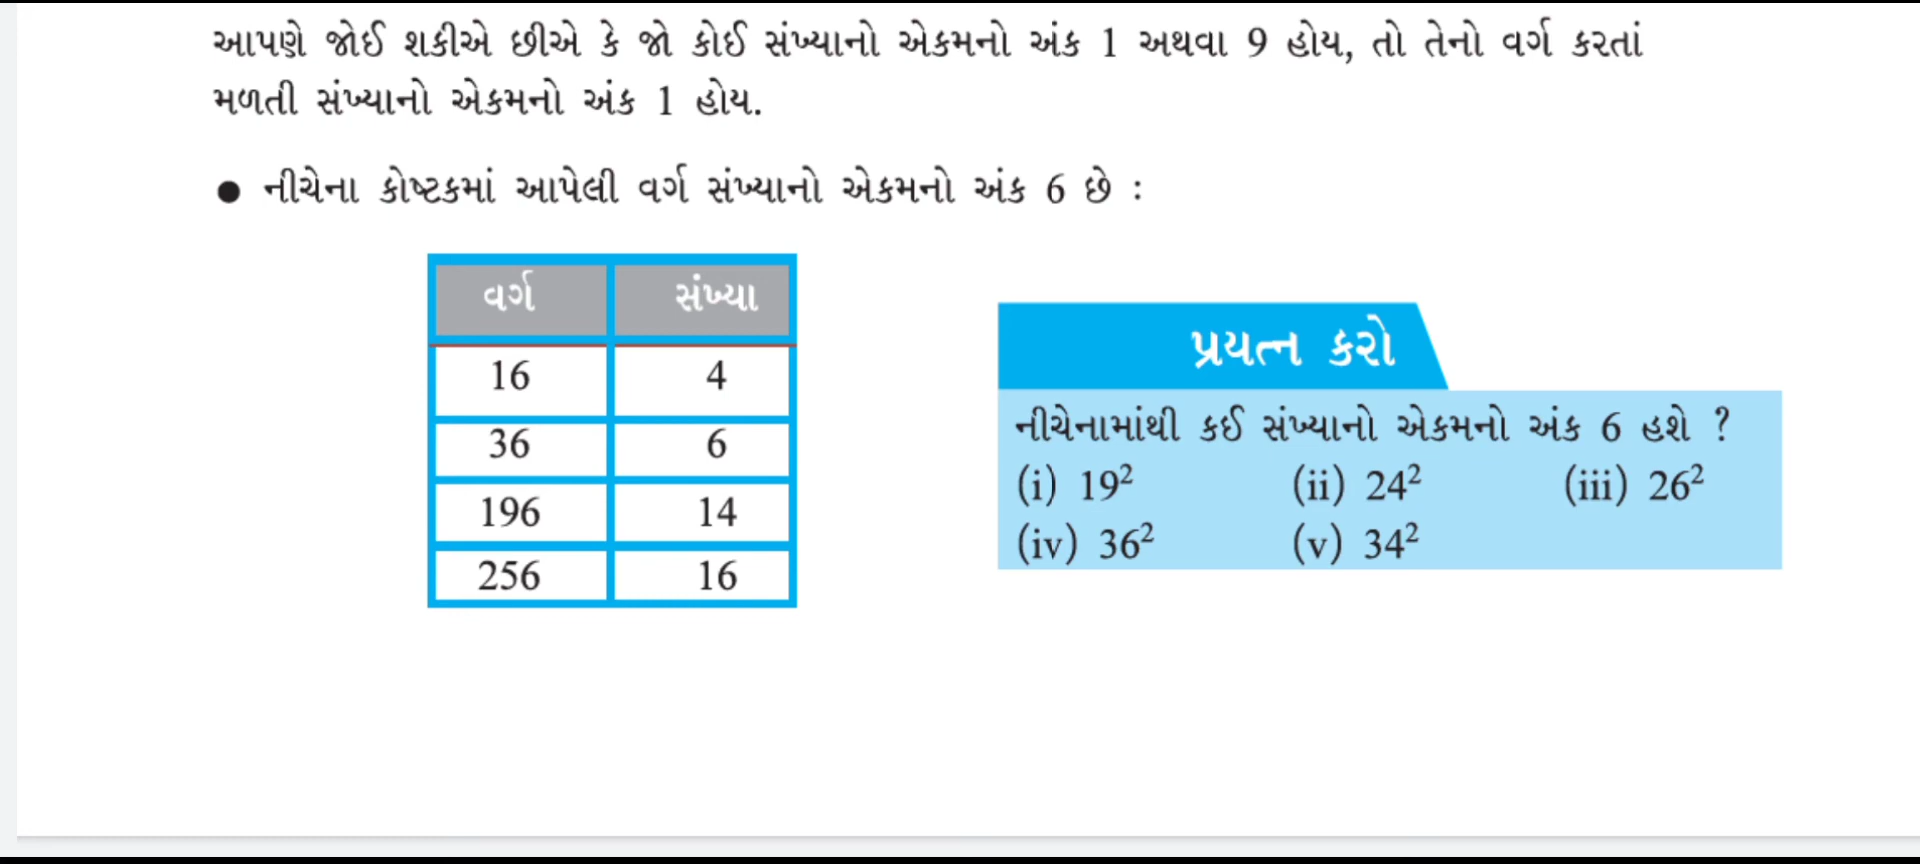 આપણે જોઈ શકીએ છીએ કે જો કોઈ સંખ્યાનો એકમનો અંક 1 અથવા 9 હોય, તો તેનો વર્ગ કરતાં
મળતી સંખ્યાનો એકમનો અંક 1 હોય.
● નીચેના કોષ્ટકમાં આપેલી વર્ગ સંખ્યાનો એકમનો અંક 6 છે :
વર્ગ સંખ્યા
16 4
36 6
196 14
256 16
પ્રયત્ન કરો
નીચેનામાંથી કઈ સંખ્યાનો એકમનો અંક 6 હશે ?
(i) 19² (ii) 24² (iii) 26²
(iv) 36² (v) 34²